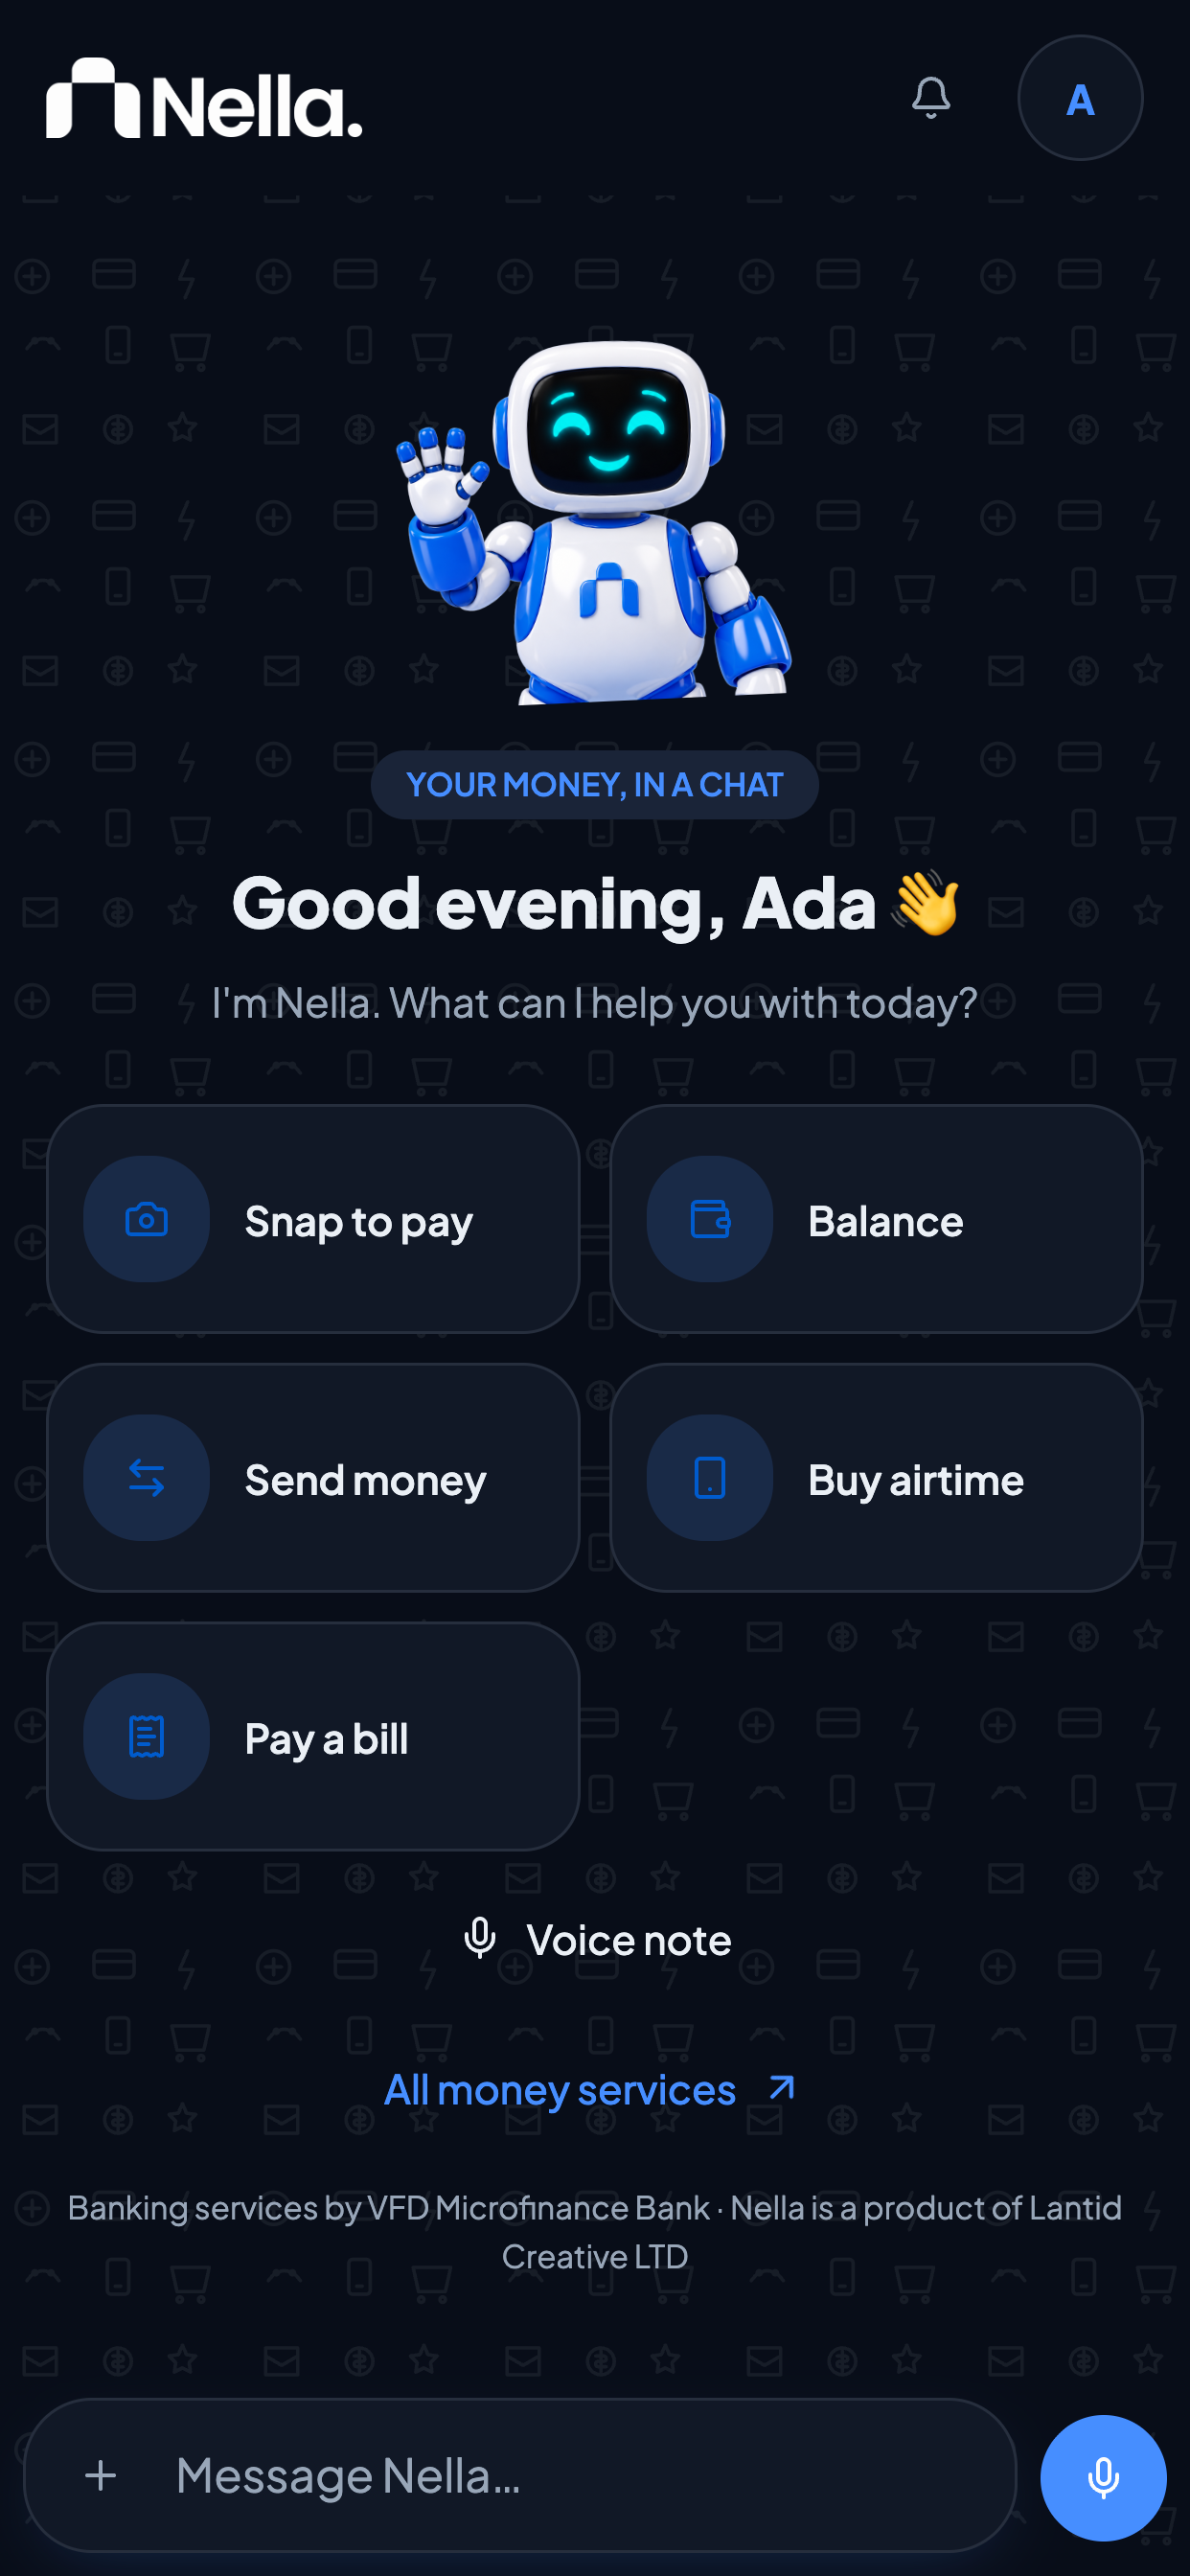 Nella.
A
YOUR MONEY, IN A CHAT
Good evening, Ada 👋
I'm Nella. What can I help you with today?
Snap to pay
Balance
Send money
Buy airtime
Pay a bill
Voice note
All money services
Banking services by VFD Microfinance Bank · Nella is a product of Lantid
Creative LTD
Message Nella...